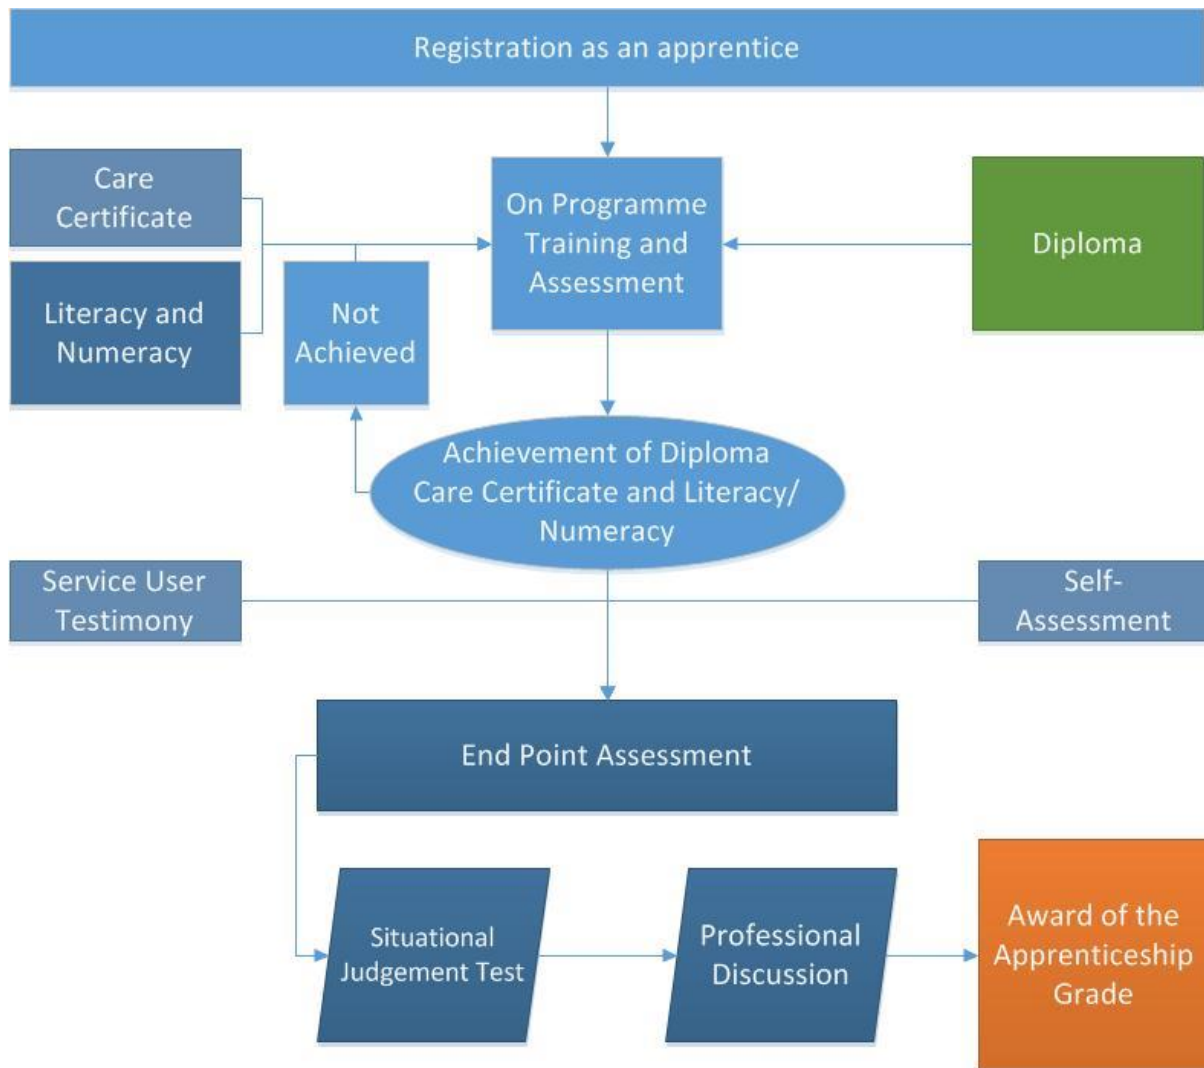 Registration as an apprentice
Care
Certificate
On Programme
Training and
Assessment
Diploma
Literacy and
Numeracy
Not
Achieved
Achievement of Diploma
Care Certificate and Literacy/
Numeracy
Service User
Testimony
Self-
Assessment
End Point Assessment
Situational
Judgement Test
Professional
Discussion
Award of the
Apprenticeship
Grade